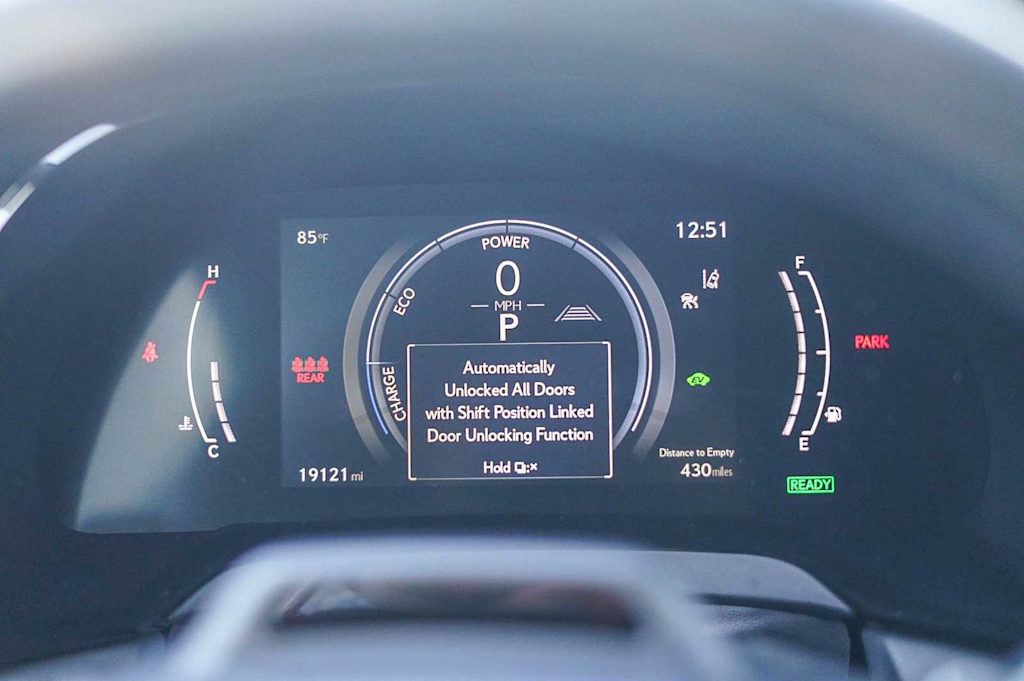 85°F
12:51
POWER
0
MPH
P
ECO
CHARGE
H
C
REAR
Automatically
Unlocked All Doors
with Shift Position Linked
Door Unlocking Function
Hold :×
19121 mi
EV
Distance to Empty
430 miles
F
E
PARK
READY